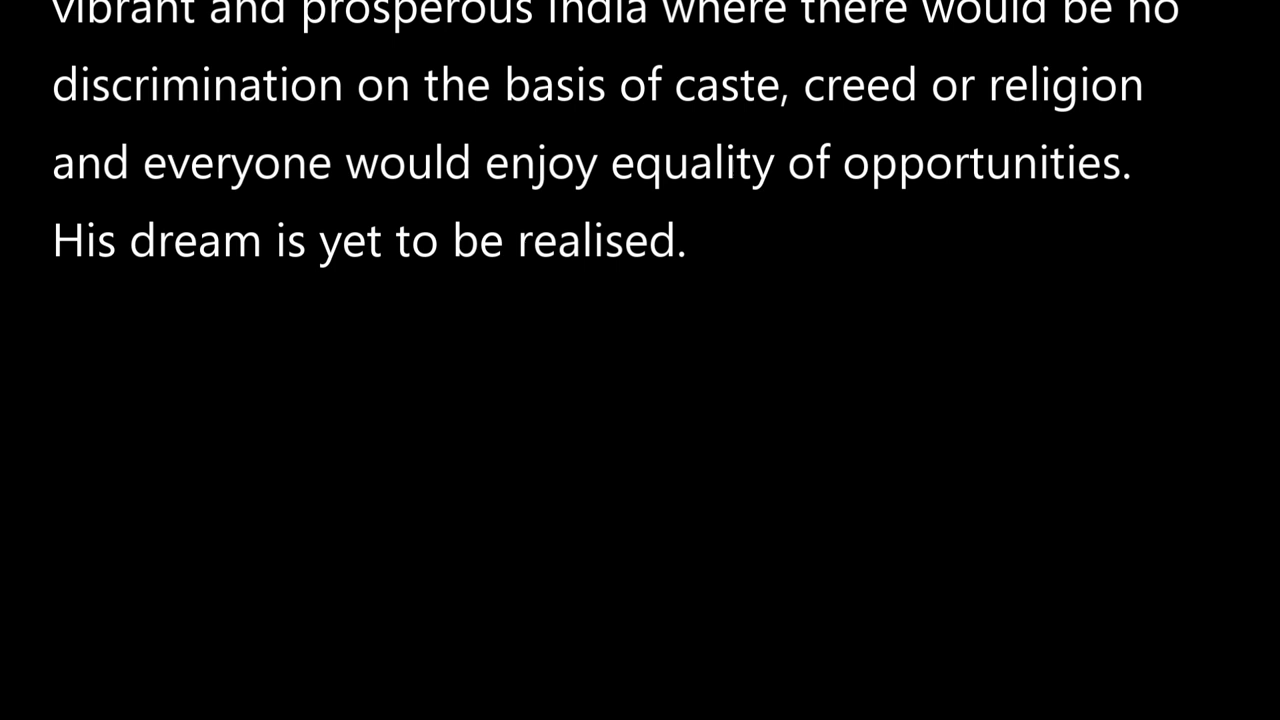 vibrant and prosperous India where there would be no
discrimination on the basis of caste, creed or religion
and everyone would enjoy equality of opportunities.
His dream is yet to be realised.